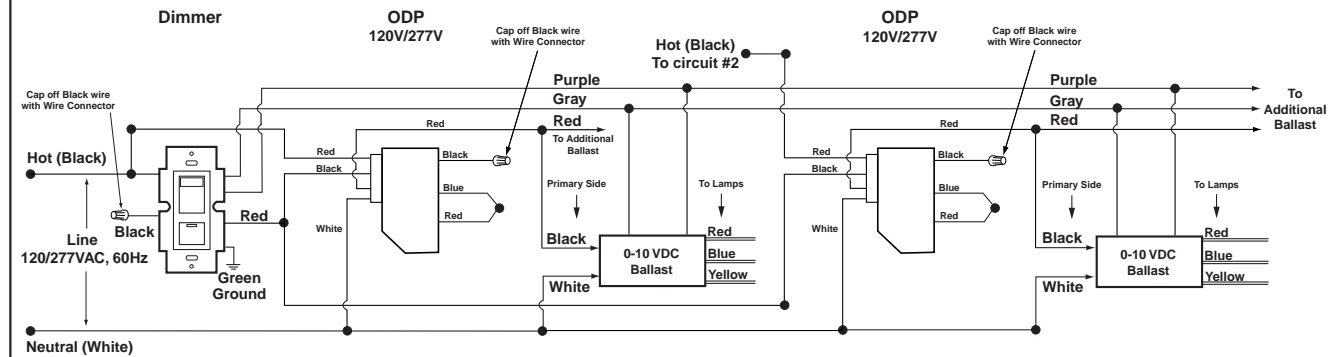 Dimmer
ODP
120V/277V
Cap off Black wire
with Wire Connector
Hot (Black)
To circuit #2
ODP
120V/277V
Cap off Black wire
with Wire Connector
Purple
Gray
Red
To Additional
Ballast
Purple
Gray
Red
To
Additional
Ballast
Cap off Black wire
with Wire Connector
Hot (Black)
Black
Red
Line
120/277VAC, 60Hz
Green
Ground
Neutral (White)
Red
Red
Black
White
Black
Blue
Red
Primary Side
To Lamps
Black
White
0-10 VDC
Ballast
Red
Blue
Yellow
Red
Red
Black
White
Black
Blue
Red
Primary Side
To Lamps
Black
White
0-10 VDC
Ballast
Red
Blue
Yellow